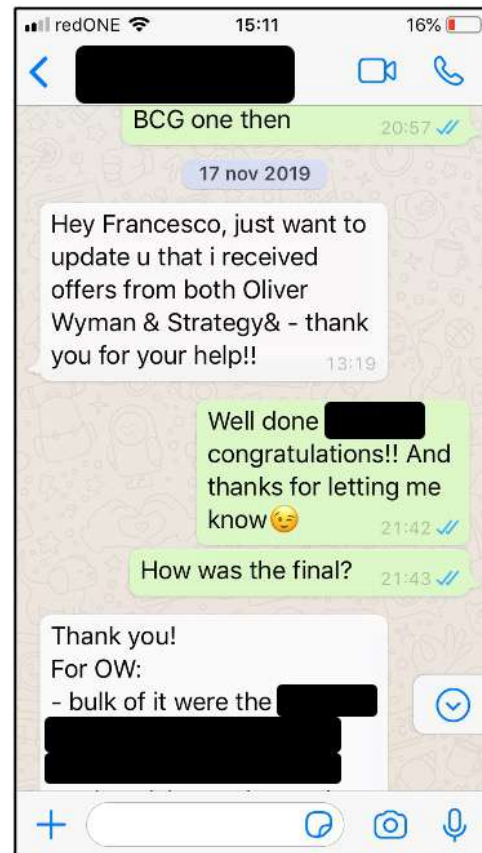 redONE 15:11 16%
BCG one then 20:57
17 nov 2019
Hey Francesco, just want to
update u that i received
offers from both Oliver
Wyman & Strategy& - thank
you for your help!! 13:19
Well done
congratulations!! And
thanks for letting me
know😉 21:42
How was the final? 21:43
Thank you!
For OW:
- bulk of it were the